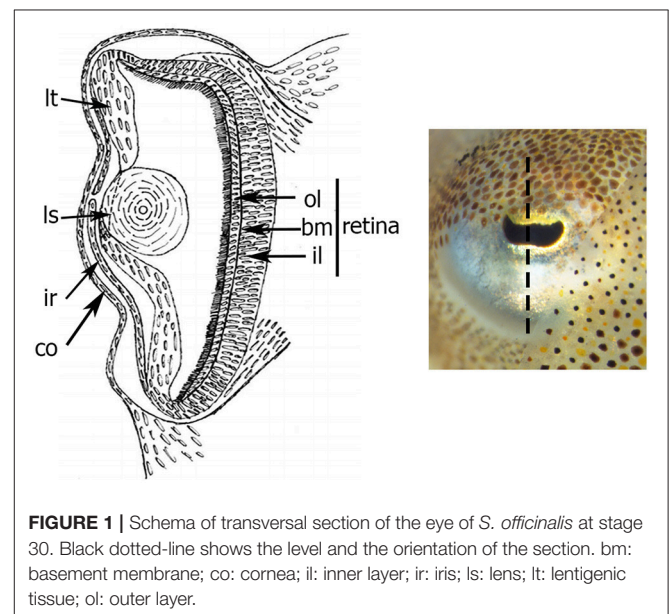 lt
ls
ir
co
ol
bm
il
retina
FIGURE 1 | Schema of transversal section of the eye of S. officinalis at stage
30. Black dotted-line shows the level and the orientation of the section. bm:
basement membrane; co: cornea; il: inner layer; ir: iris; ls: lens; lt: lentigenic
tissue; ol: outer layer.